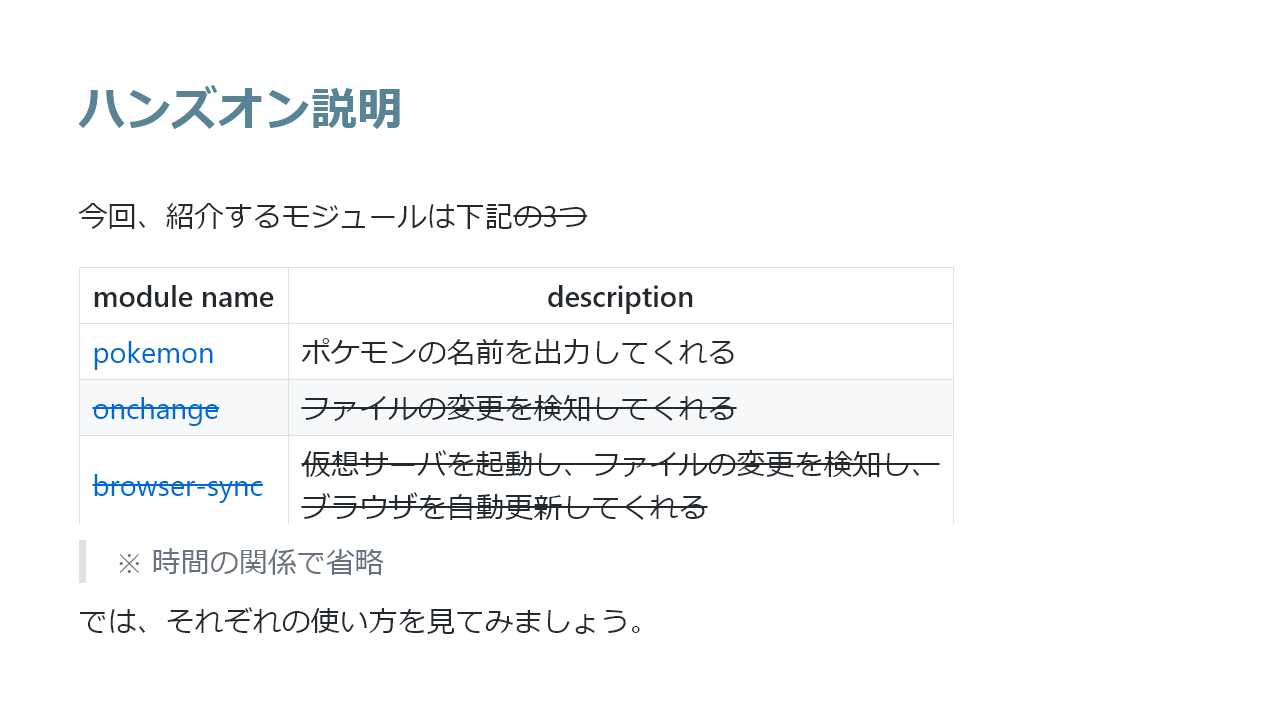 ハンズオン説明
今回、紹介するモジュールは下記の3つ
module name description
pokemon ポケモンの名前を出力してくれる
onchange ファイルの変更を検知してくれる
browser-sync 仮想サーバを起動し、ファイルの変更を検知し、
ブラウザを自動更新してくれる
※ 時間の関係で省略
では、それぞれの使い方を見てみましょう。